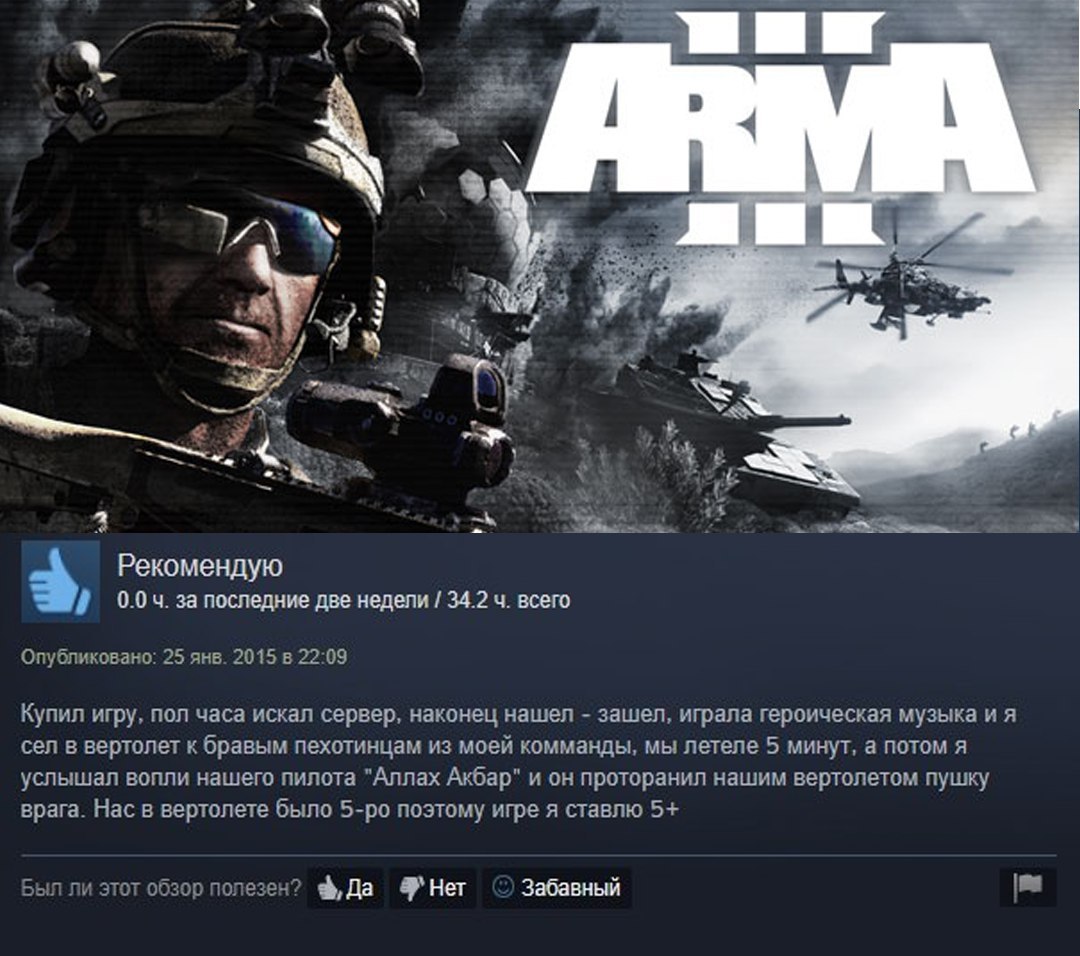 ARMA
III
Рекомендую
0.0 ч. за последние две недели / 34.2 ч. всего
Опубликовано: 25 янв. 2015 в 22:09
Купил игру, пол часа искал сервер, наконец нашел - зашел, играла героическая музыка и я
сел в вертолет к бравым пехотинцам из моей комманды, мы летеле 5 минут, а потом я
услышал вопли нашего пилота "Аллах Акбар" и он проторанил нашим вертолетом пушку
врага. Нас в вертолете было 5-ро поэтому игре я ставлю 5+
Был ли этот обзор полезен? Да Нет Забавный